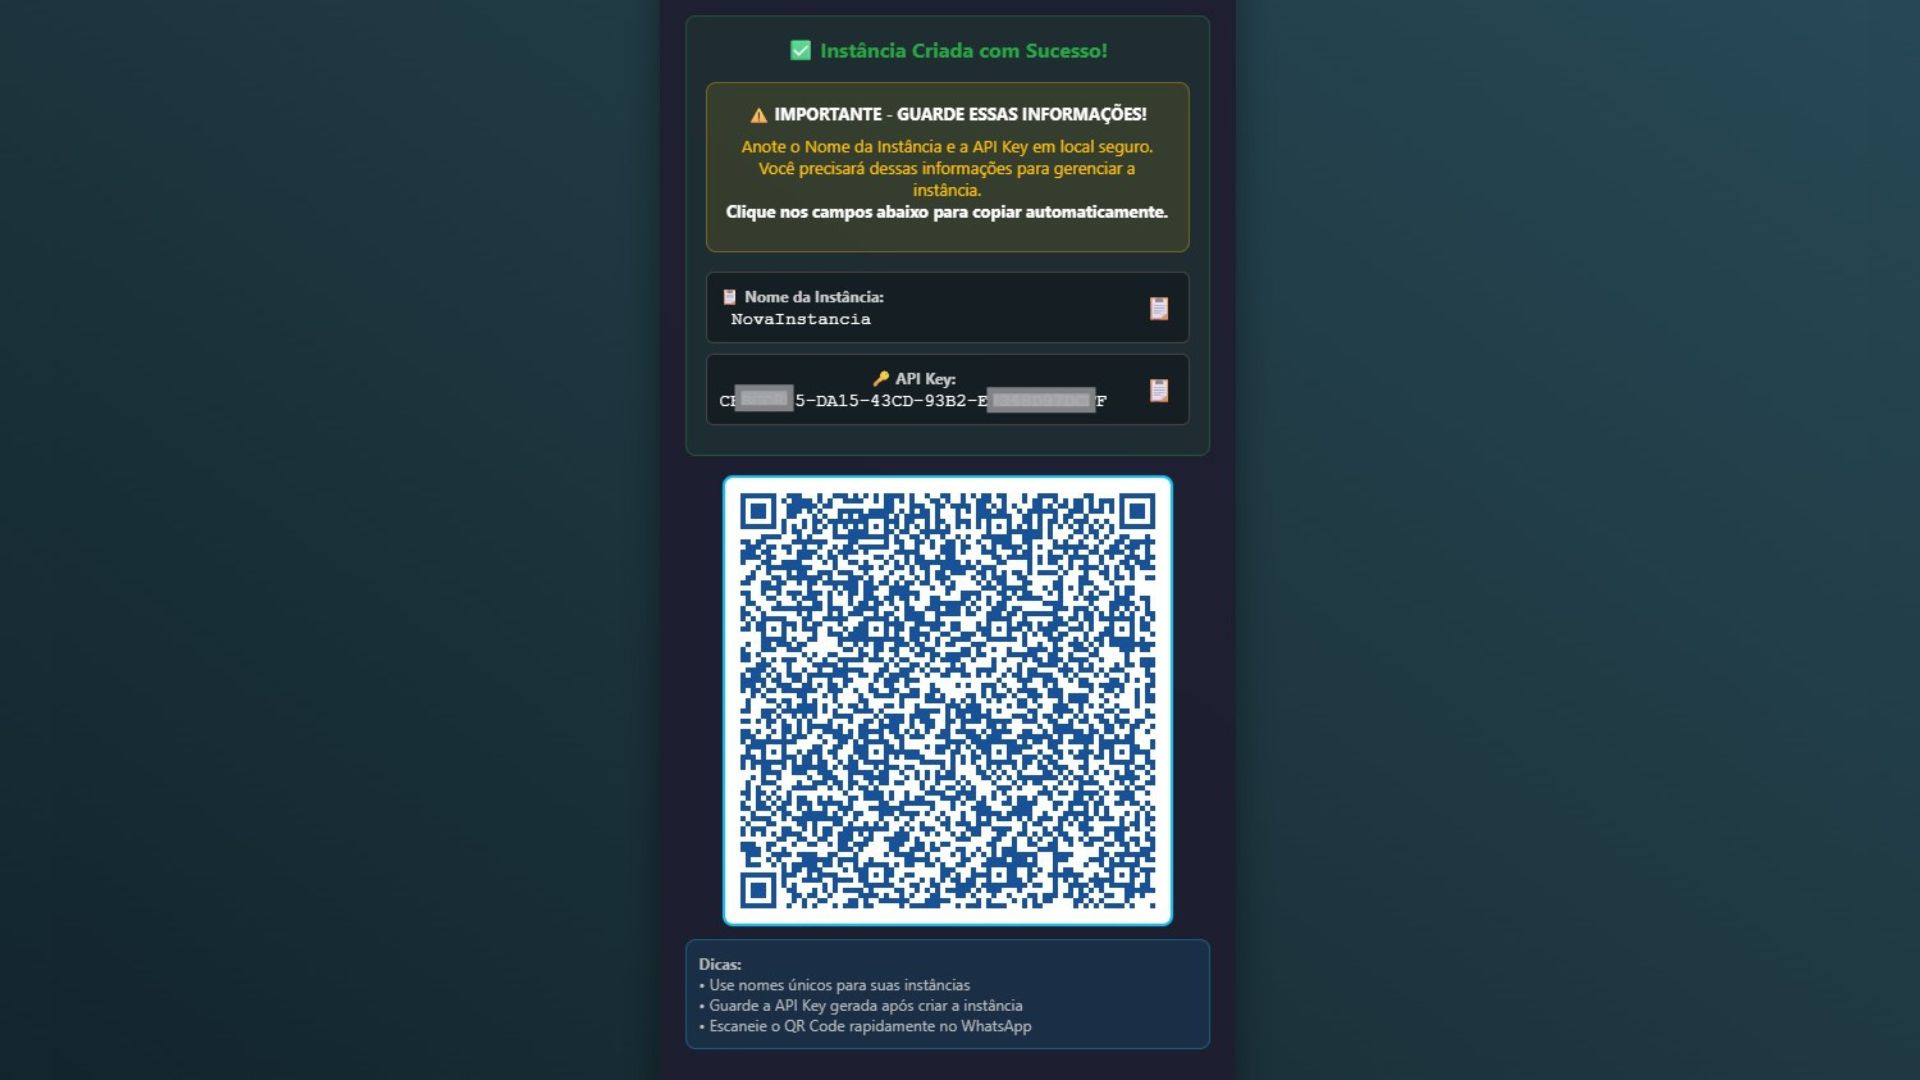 Instância Criada com Sucesso!
IMPORTANTE - GUARDE ESSAS INFORMAÇÕES!
Anote o Nome da Instância e a API Key em local seguro.
Você precisará dessas informações para gerenciar a
instância.
Clique nos campos abaixo para copiar automaticamente.
Nome da Instância:
NovaInstancia
API Key:
5-DA15-43CD-93B2-E
Dicas:
• Use nomes únicos para suas instâncias
• Guarde a API Key gerada após criar a instância
• Escaneie o QR Code rapidamente no WhatsApp